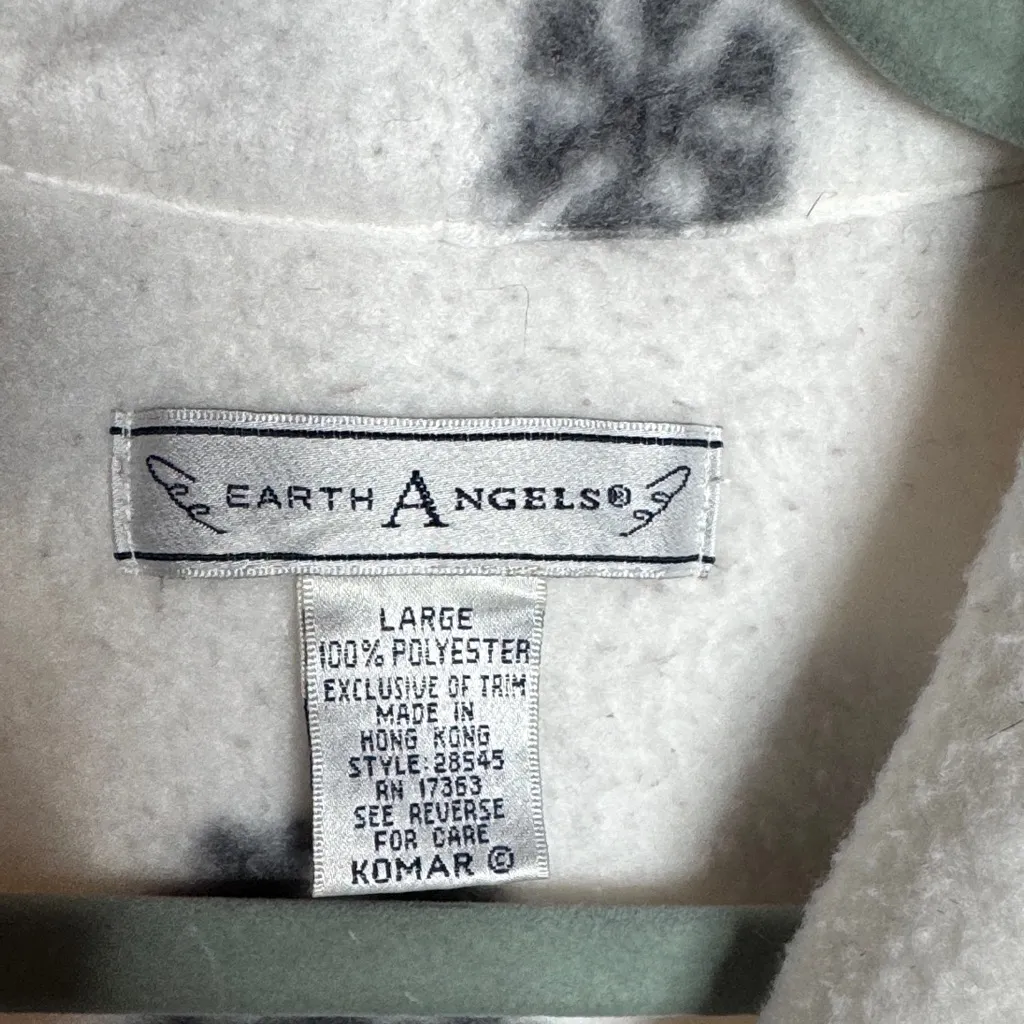 EARTH ANGELS®
LARGE
100% POLYESTER
EXCLUSIVE OF TRIM
MADE IN
HONG KONG
STYLE:28545
RN 17363
SEE REVERSE
FOR CARE
KOMAR ©